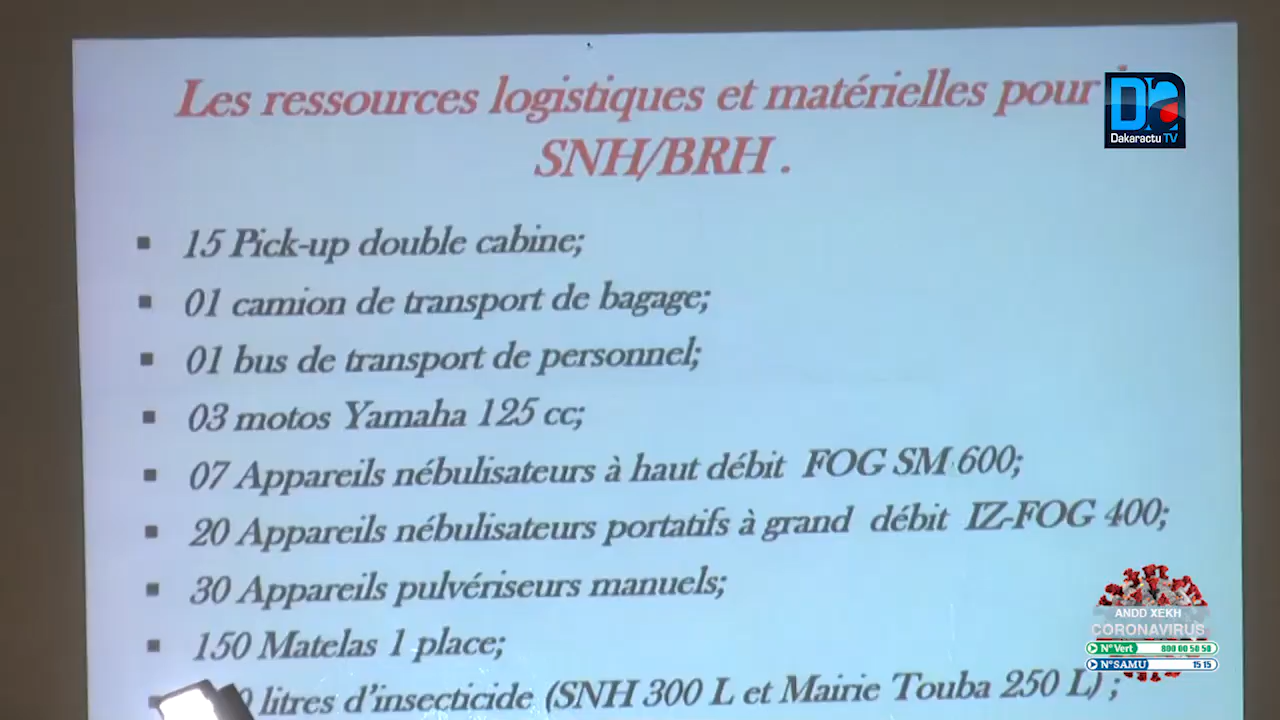 Les ressources logistiques et matérielles pour
SNH/BRH .
Dakaractu TV
▪ 15 Pick-up double cabine;
▪ 01 camion de transport de bagage;
▪ 01 bus de transport de personnel;
▪ 03 motos Yamaha 125 cc;
▪ 07 Appareils nébulisateurs à haut débit FOG SM 600;
▪ 20 Appareils nébulisateurs portatifs à grand débit IZ-FOG 400;
▪ 30 Appareils pulvériseurs manuels;
▪ 150 Matelas 1 place;
litres d'insecticide (SNH 300 L et Mairie Touba 250 L) ;
ANDD XEKH
CORONAVIRUS
N°Vert 800 00 50 50
N°SAMU 15 15